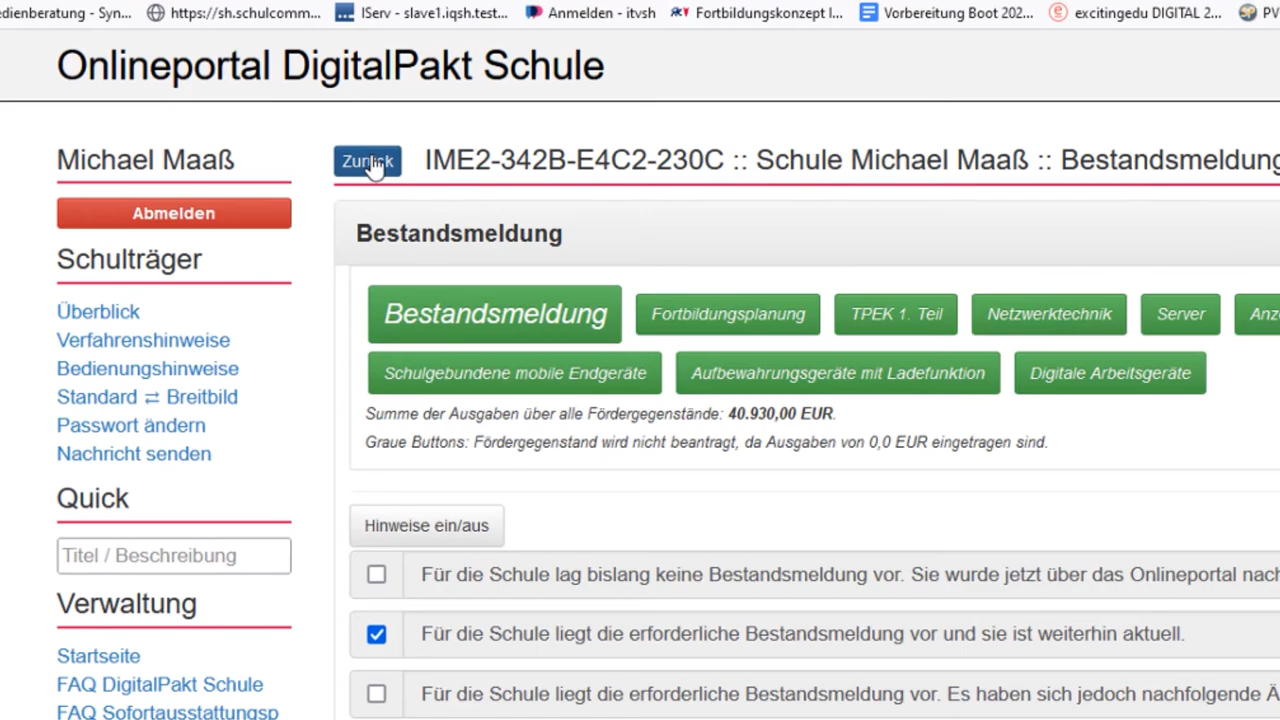 edienberatung - Syn...
https://sh.schulcomm...
IServ - slave1.iqsh.test...
Anmelden - itvsh
Fortbildungskonzept I...
Vorbereitung Boot 202...
excitingedu DIGITAL 2...
PV
Onlineportal DigitalPakt Schule
Michael Maaß
Abmelden
Schulträger
Überblick
Verfahrenshinweise
Bedienungshinweise
Standard ⇄ Breitbild
Passwort ändern
Nachricht senden
Quick
Titel / Beschreibung
Verwaltung
Startseite
FAQ DigitalPakt Schule
FAQ Sofortausstattungsp
Zurück
IME2-342B-E4C2-230C :: Schule Michael Maaß :: Bestandsmeldung
Bestandsmeldung
Bestandsmeldung
Fortbildungsplanung
TPEK 1. Teil
Netzwerktechnik
Server
Anz
Schulgebundene mobile Endgeräte
Aufbewahrungsgeräte mit Ladefunktion
Digitale Arbeitsgeräte
Summe der Ausgaben über alle Fördergegenstände: 40.930,00 EUR.
Graue Buttons: Fördergegenstand wird nicht beantragt, da Ausgaben von 0,0 EUR eingetragen sind.
Hinweise ein/aus
Für die Schule lag bislang keine Bestandsmeldung vor. Sie wurde jetzt über das Onlineportal nach
Für die Schule liegt die erforderliche Bestandsmeldung vor und sie ist weiterhin aktuell.
Für die Schule liegt die erforderliche Bestandsmeldung vor. Es haben sich jedoch nachfolgende Ä